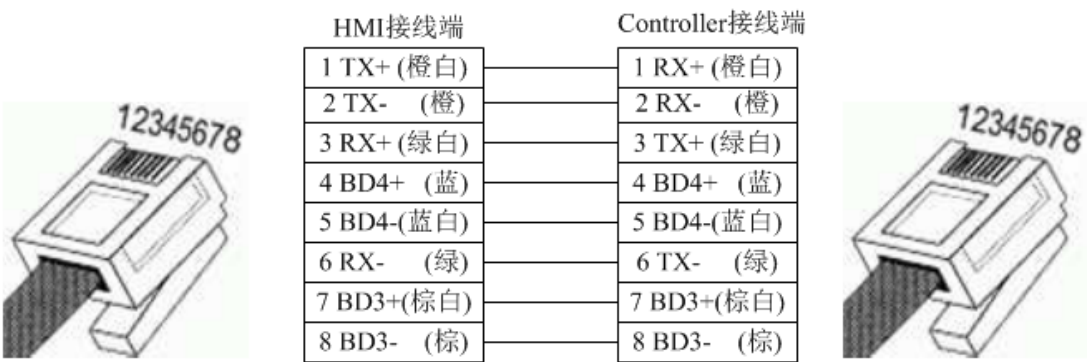 HMI接线端
1 TX+ (橙白)
2 TX- (橙)
3 RX+ (绿白)
4 BD4+ (蓝)
5 BD4-(蓝白)
6 RX- (绿)
7 BD3+(棕白)
8 BD3- (棕)
Controller接线端
1 RX+ (橙白)
2 RX- (橙)
3 TX+ (绿白)
4 BD4+ (蓝)
5 BD4-(蓝白)
6 TX- (绿)
7 BD3+(棕白)
8 BD3- (棕)
12345678
12345678